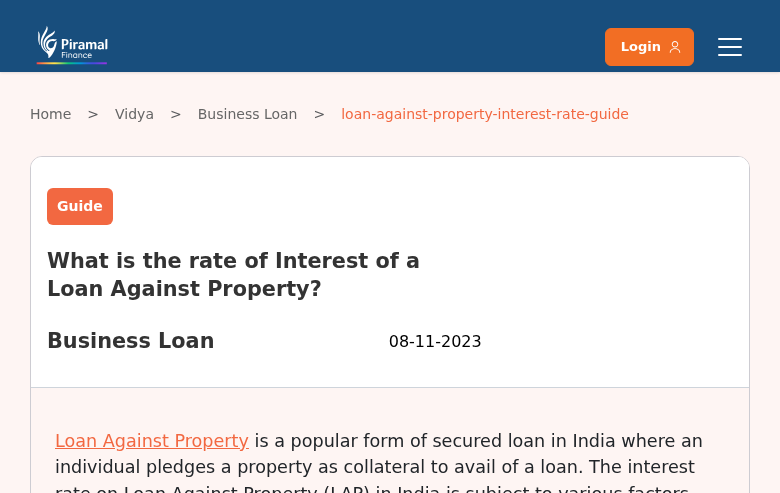 Piramal
Finance
Login
Home > Vidya > Business Loan > loan-against-property-interest-rate-guide
Guide
What is the rate of Interest of a
Loan Against Property?
Business Loan 08-11-2023
Loan Against Property is a popular form of secured loan in India where an
individual pledges a property as collateral to avail of a loan. The interest
rate on Loan Against Property (LAP) in India is subject to various factors